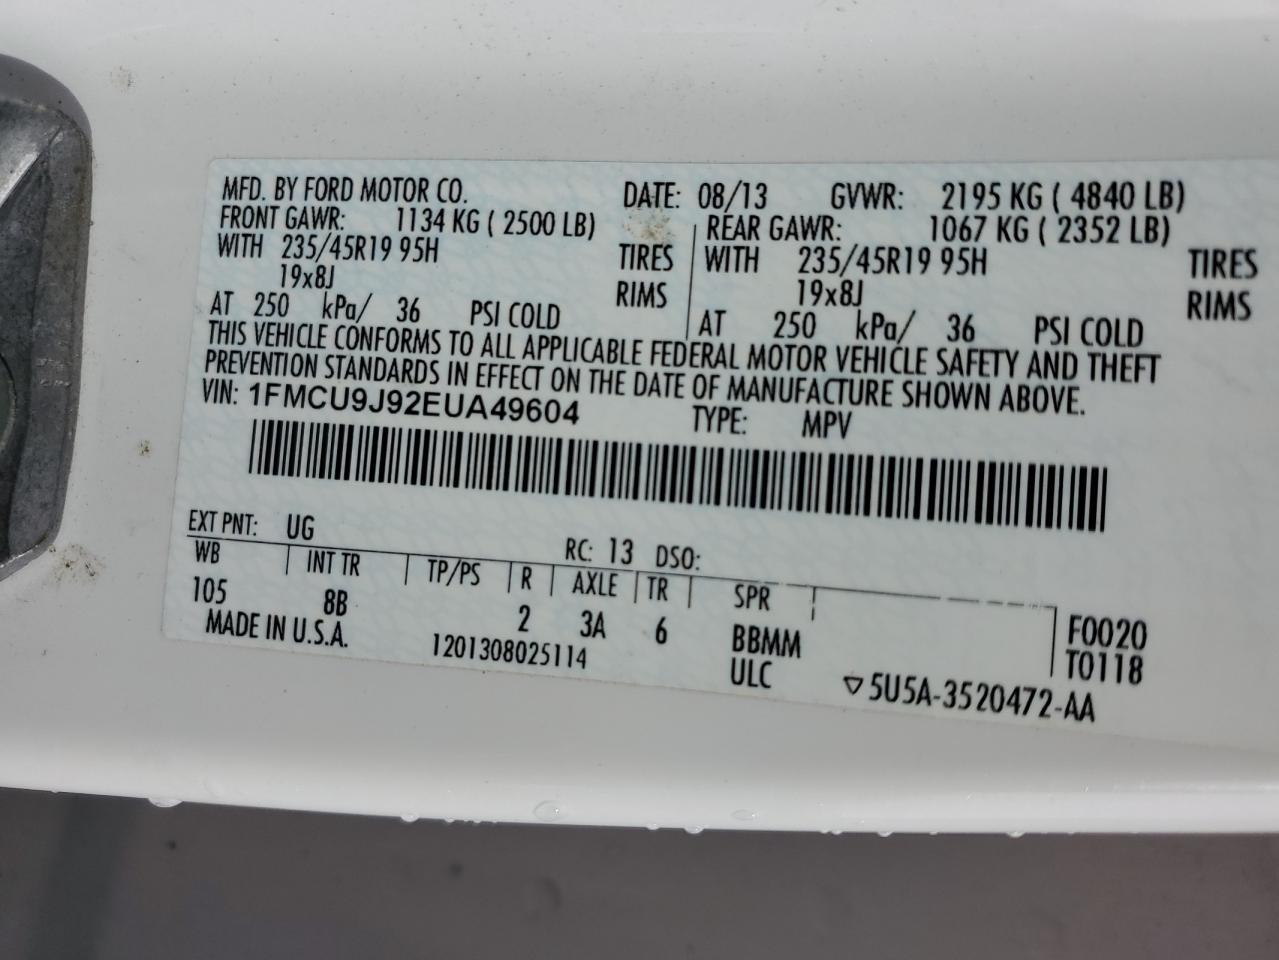 MFD. BY FORD MOTOR CO. DATE: 08/13 GVWR: 2195 KG ( 4840 LB)
FRONT GAWR: 1134 KG ( 2500 LB) REAR GAWR: 1067 KG ( 2352 LB)
WITH 235/45R19 95H TIRES WITH 235/45R19 95H TIRES
19x8J RIMS 19x8J RIMS
AT 250 kPa/ 36 PSI COLD AT 250 kPa/ 36 PSI COLD
THIS VEHICLE CONFORMS TO ALL APPLICABLE FEDERAL MOTOR VEHICLE SAFETY AND THEFT
PREVENTION STANDARDS IN EFFECT ON THE DATE OF MANUFACTURE SHOWN ABOVE.
VIN: 1FMCU9J92EUA49604 TYPE: MPV
EXT PNT: UG RC: 13 DSO:
WB INT TR TP/PS R AXLE TR SPR
105 8B 2 3A 6 BBMM F0020
MADE IN U.S.A. 1201308025114 ULC T0118
▽5U5A-3520472-AA